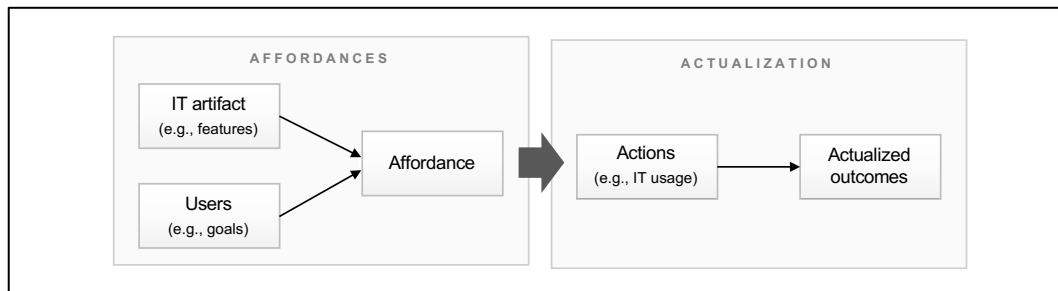 AFFORDANCES
IT artifact
(e.g., features)
Users
(e.g., goals)
Affordance
ACTUALIZATION
Actions
(e.g., IT usage)
Actualized
outcomes